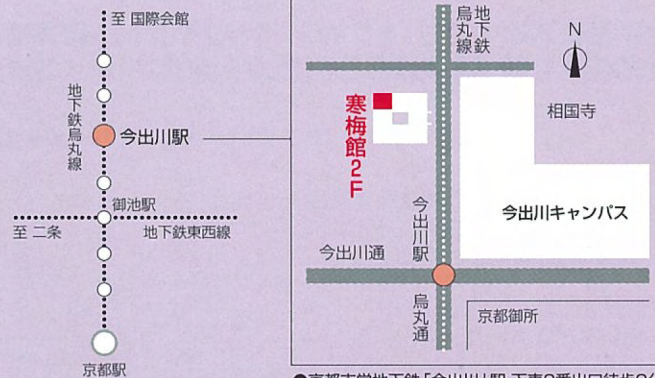 至 国際会館
地下鉄烏丸線
今出川駅
御池駅
至 二条
地下鉄東西線
京都駅
地下鉄
烏丸線
N
相国寺
寒梅館2F
今出川キャンパス
今出川駅
今出川通
烏丸通
京都御所